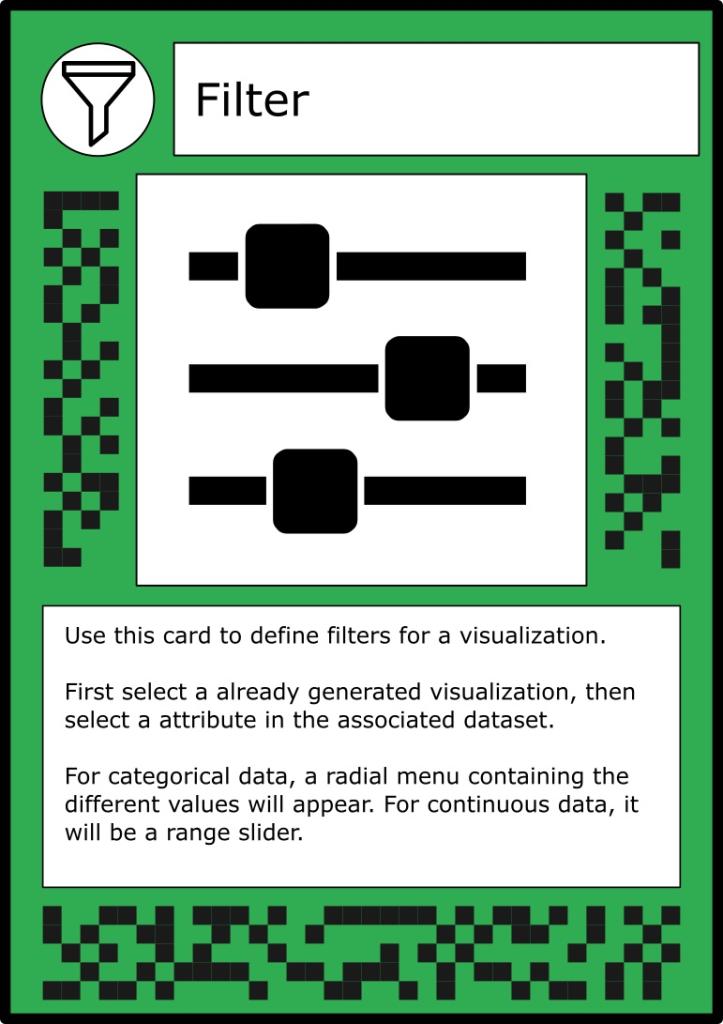 Filter
Use this card to define filters for a visualization.
First select a already generated visualization, then
select a attribute in the associated dataset.
For categorical data, a radial menu containing the
different values will appear. For continuous data, it
will be a range slider.